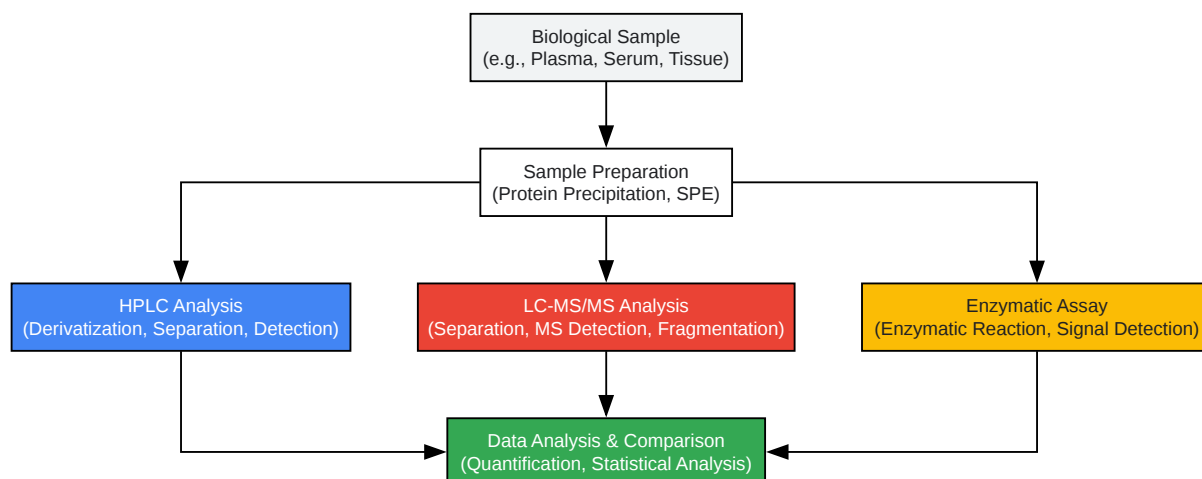 Biological Sample
(e.g., Plasma, Serum, Tissue)
Sample Preparation
(Protein Precipitation, SPE)
HPLC Analysis
(Derivatization, Separation, Detection)
LC-MS/MS Analysis
(Separation, MS Detection, Fragmentation)
Enzymatic Assay
(Enzymatic Reaction, Signal Detection)
Data Analysis & Comparison
(Quantification, Statistical Analysis)